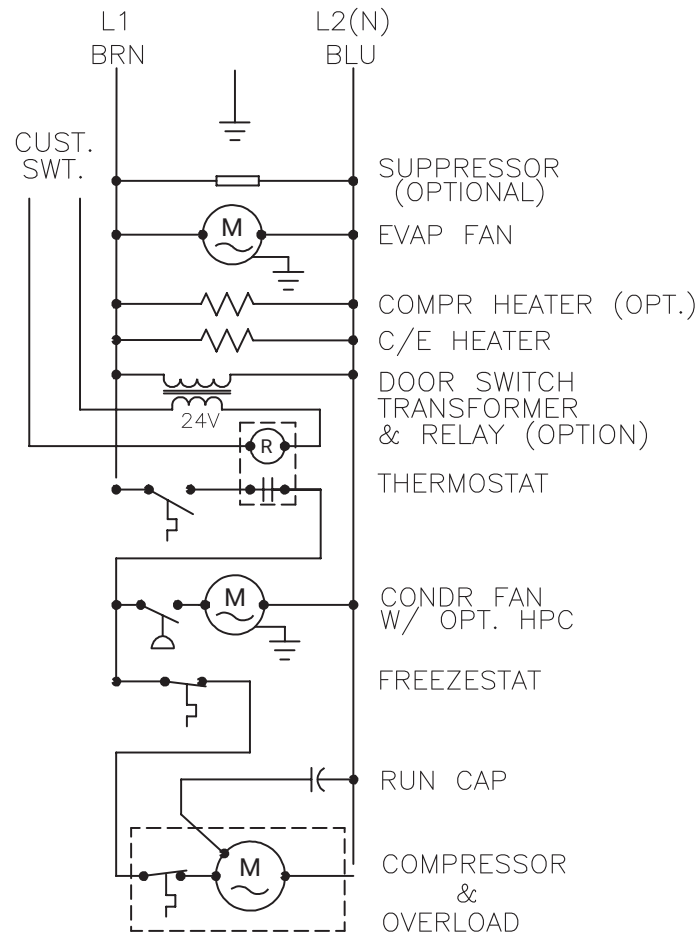 L1
BRN
L2(N)
BLU
CUST.
SWT.
SUPPRESSOR
(OPTIONAL)
M
EVAP FAN
COMPR HEATER (OPT.)
C/E HEATER
DOOR SWITCH
TRANSFORMER
& RELAY (OPTION)
24V
R
THERMOSTAT
M
CONDR FAN
W/ OPT. HPC
FREEZESTAT
RUN CAP
M
COMPRESSOR
&
OVERLOAD